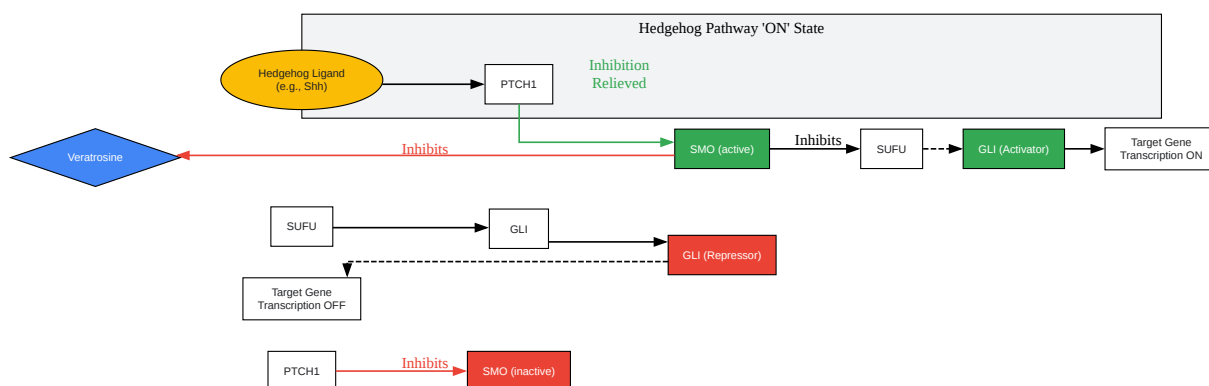 Hedgehog Pathway 'ON' State
Hedgehog Ligand
(e.g., Shh)
PTCH1
Inhibition
Relieved
Veratrosine
Inhibits
SMO (active)
Inhibits
SUFU
GLI (Activator)
Target Gene
Transcription ON
SUFU
GLI
GLI (Repressor)
Target Gene
Transcription OFF
PTCH1
Inhibits
SMO (inactive)